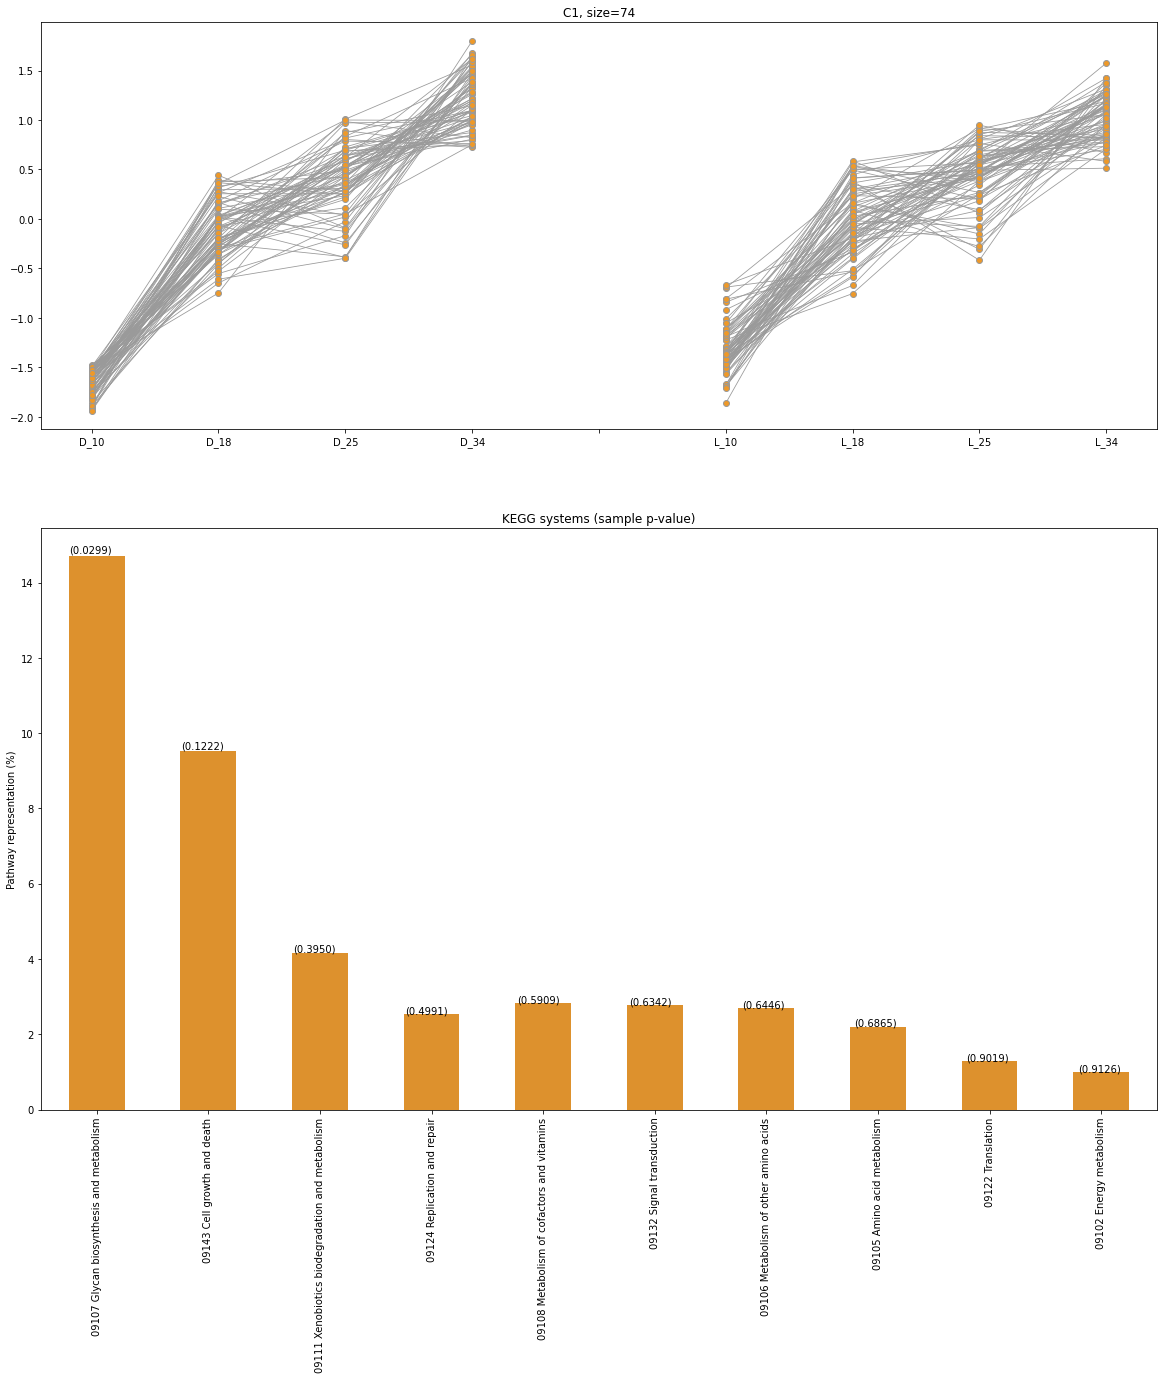 C1, size=74
1.5
1.0
0.5
0.0
−0.5
−1.0
−1.5
−2.0
D_10 D_18 D_25 D_34 L_10 L_18 L_25 L_34
KEGG systems (sample p-value)
Pathway representation (%)
14
12
10
8
6
4
2
0
(0.0299)
(0.1222)
(0.3950)
(0.4991)
(0.5909)
(0.6342)
(0.6446)
(0.6865)
(0.9019)
(0.9126)
09107 Glycan biosynthesis and metabolism
09143 Cell growth and death
09111 Xenobiotics biodegradation and metabolism
09124 Replication and repair
09108 Metabolism of cofactors and vitamins
09132 Signal transduction
09106 Metabolism of other amino acids
09105 Amino acid metabolism
09122 Translation
09102 Energy metabolism